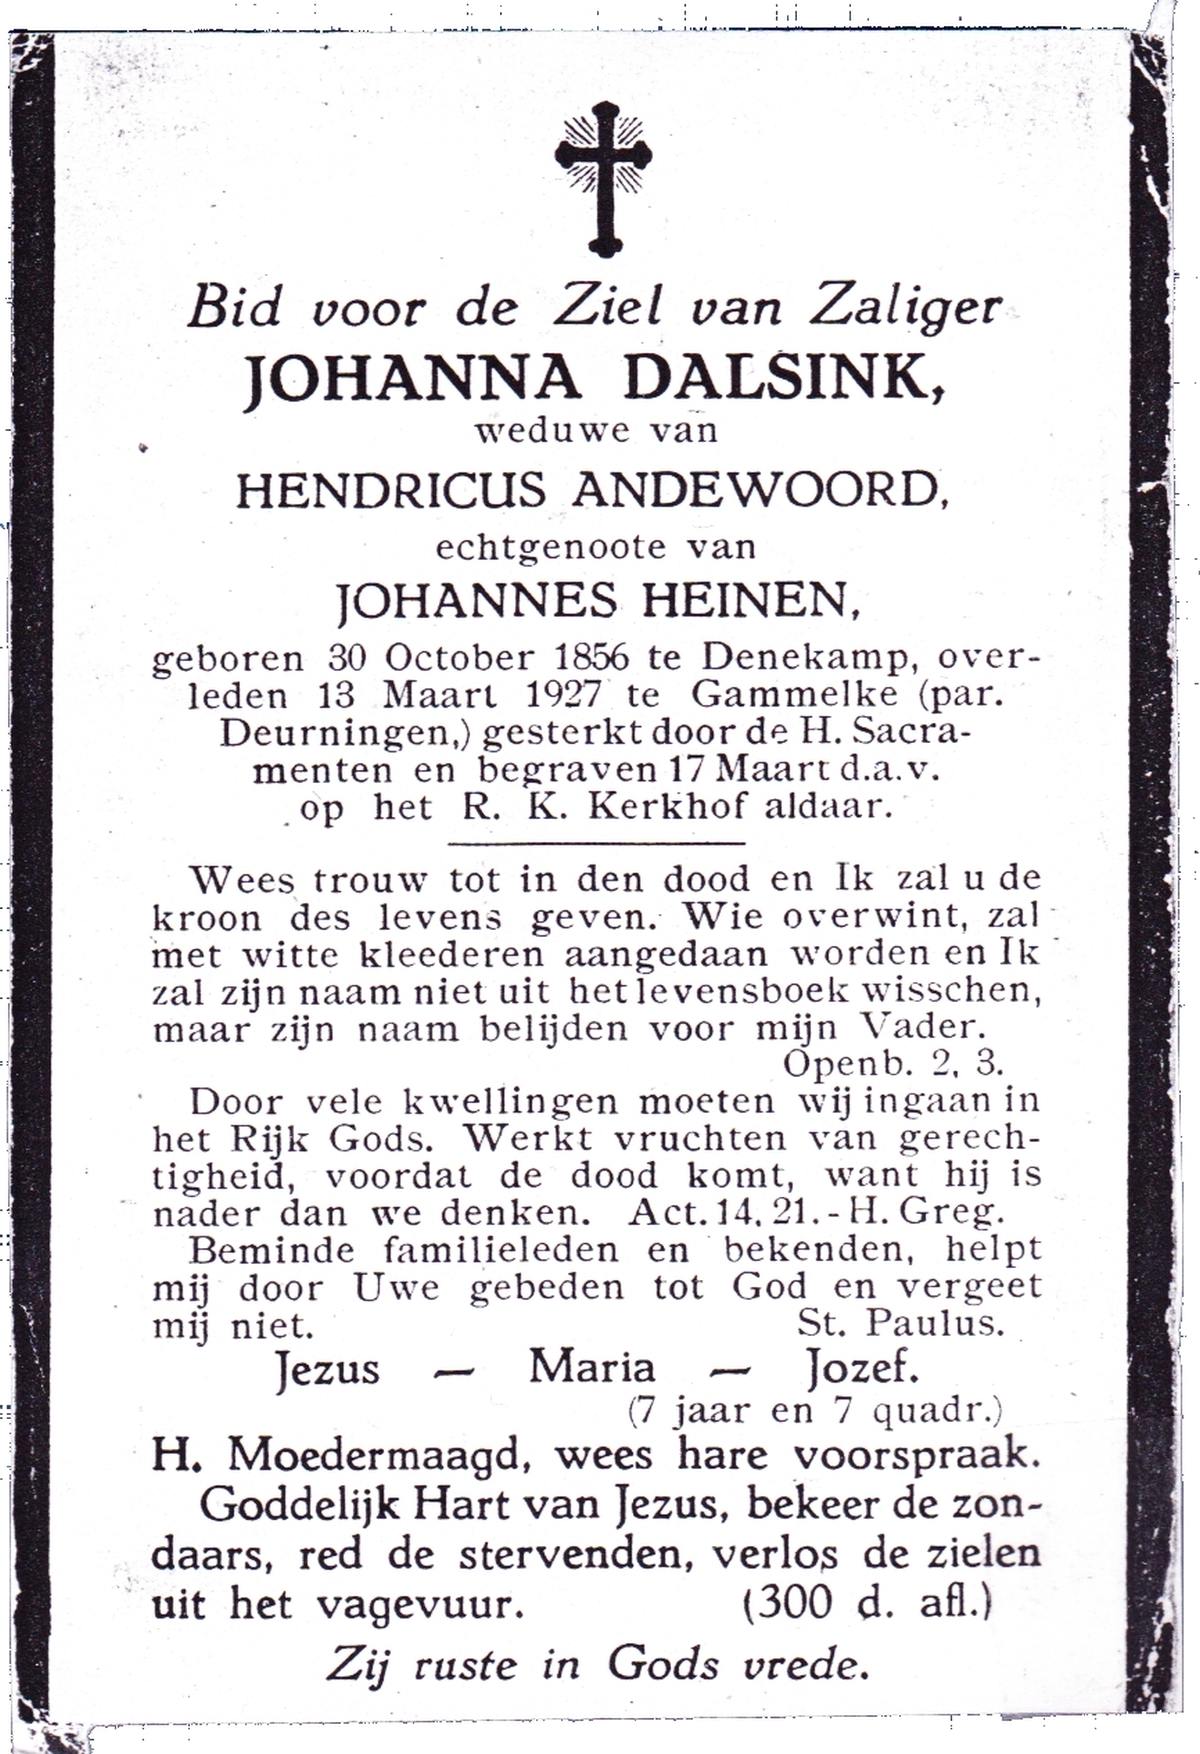 Bid voor de Ziel van Zaliger
JOHANNA DALSINK,
weduwe van
HENDRICUS ANDEWOORD,
echtgenoote van
JOHANNES HEINEN,
geboren 30 October 1856 te Denekamp, over-
leden 13 Maart 1927 te Gammelke (par.
Deurningen,) gesterkt door de H. Sacra-
menten en begraven 17 Maart d.a.v.
op het R. K. Kerkhof aldaar.
Wees trouw tot in den dood en Ik zal u de
kroon des levens geven. Wie overwint, zal
met witte kleederen aangedaan worden en Ik
zal zijn naam niet uit het levensboek wisschen,
maar zijn naam belijden voor mijn Vader.
Openb. 2, 3.
Door vele kwellingen moeten wij ingaan in
het Rijk Gods. Werkt vruchten van gerech-
tigheid, voordat de dood komt, want hij is
nader dan we denken. Act. 14, 21. - H. Greg.
Beminde familieleden en bekenden, helpt
mij door Uwe gebeden tot God en vergeet
mij niet. St. Paulus.
Jezus — Maria — Jozef.
(7 jaar en 7 quadr.)
H. Moedermaagd, wees hare voorspraak.
Goddelijk Hart van Jezus, bekeer de zon-
daars, red de stervenden, verlos de zielen
uit het vagevuur. (300 d. afl.)
Zij ruste in Gods vrede.